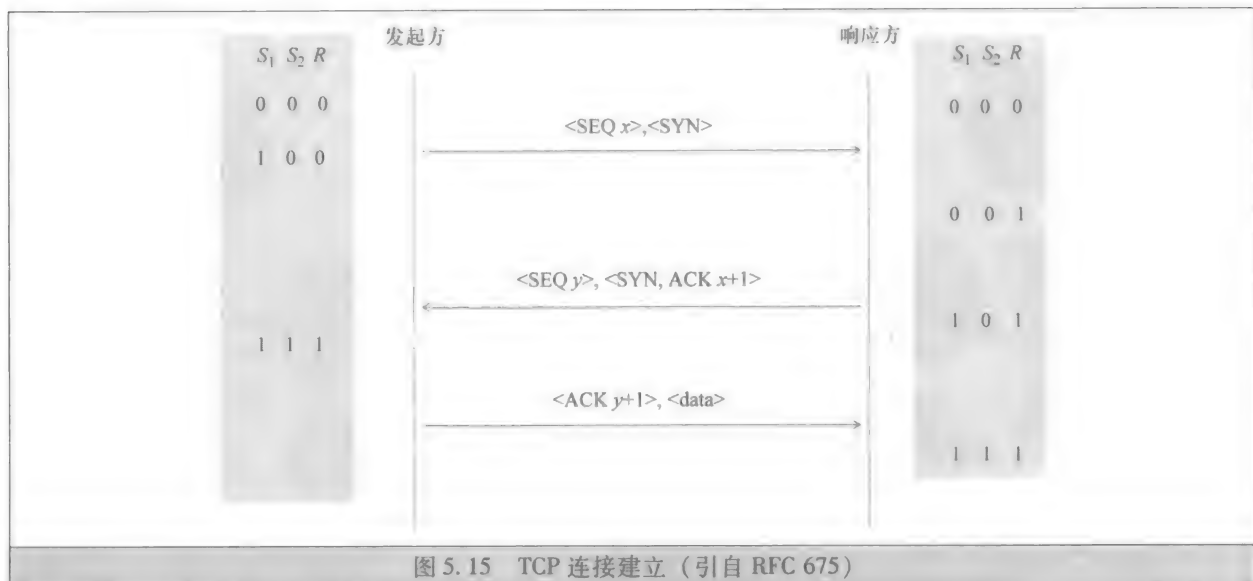 发起方
响应方
S₁ S₂ R
S₁ S₂ R
0 0 0
0 0 0
<SEQ x>,<SYN>
1 0 0
0 0 1
<SEQ y>, <SYN, ACK x+1>
1 0 1
1 1 1
<ACK y+1>, <data>
1 1 1
图 5.15 TCP 连接建立（引自 RFC 675）